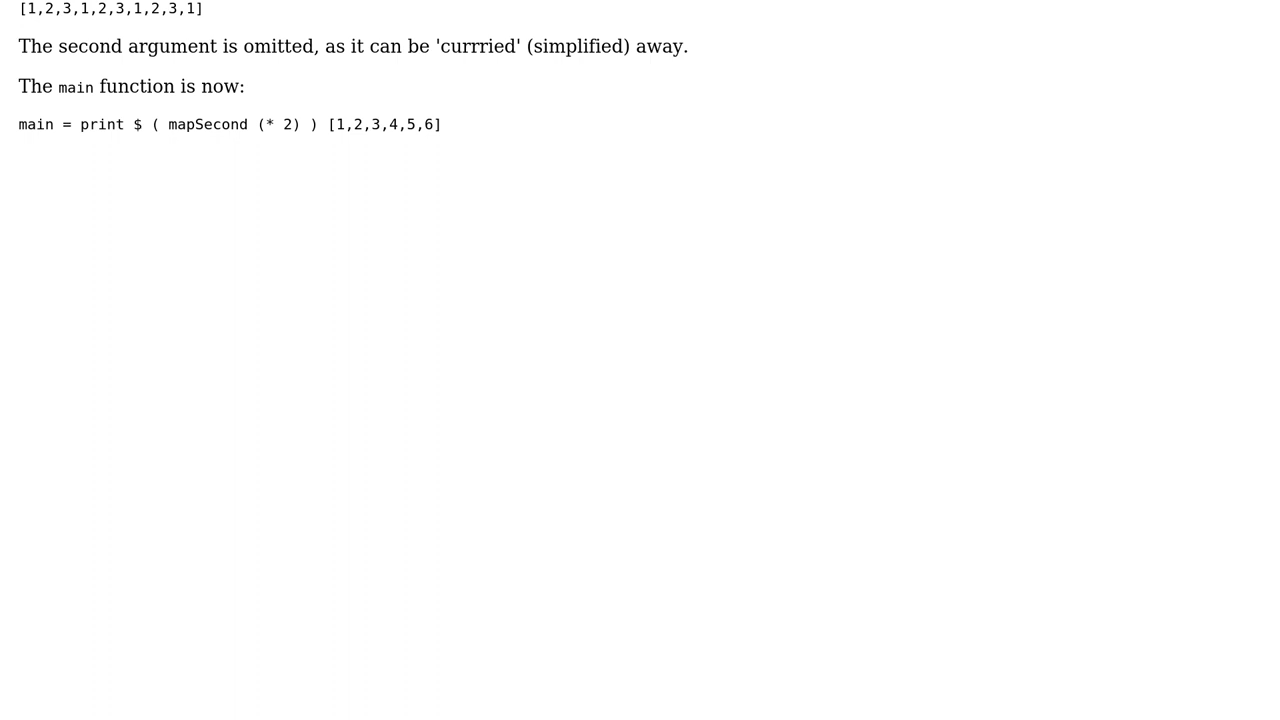 [1,2,3,1,2,3,1,2,3,1]
The second argument is omitted, as it can be 'currried' (simplified) away.
The main function is now:
main = print $ ( mapSecond (* 2) ) [1,2,3,4,5,6]